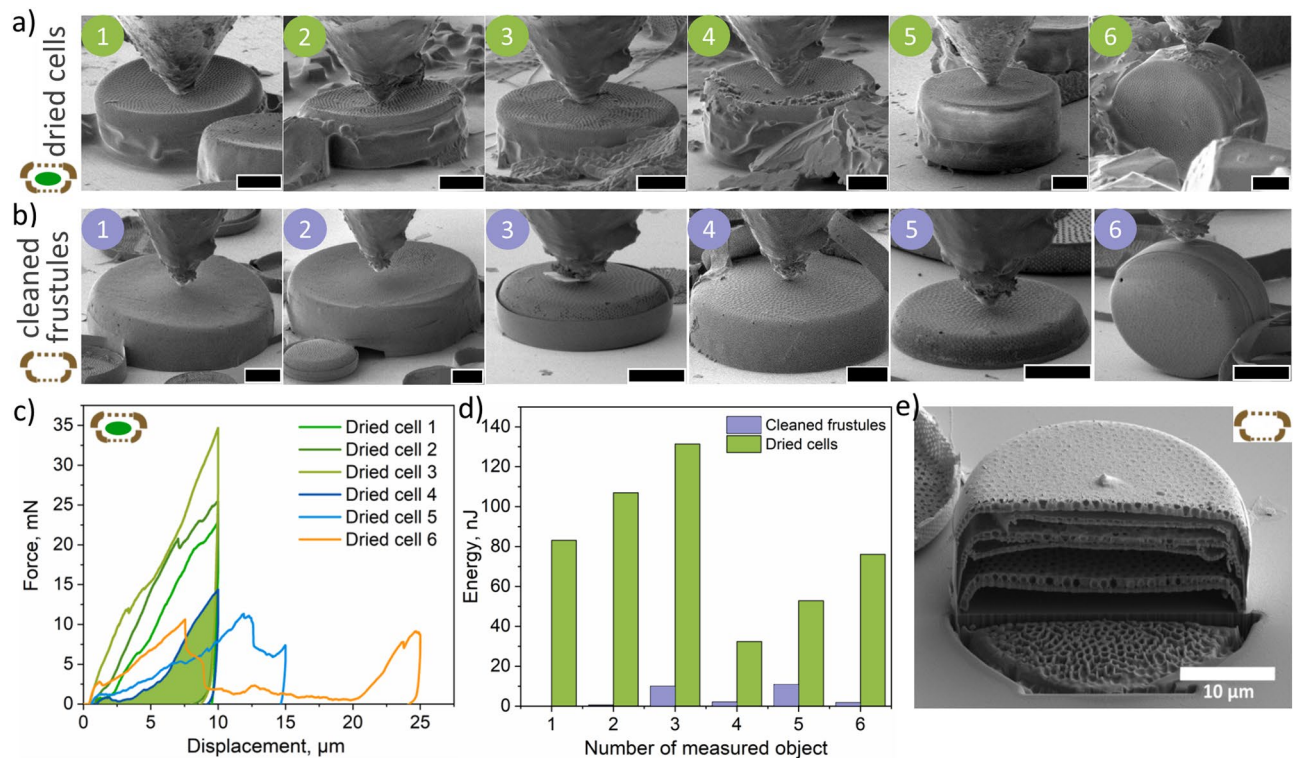 a)
dried cells
1
2
3
4
5
6
b)
cleaned
frustules
1
2
3
4
5
6
c)
Force, mN
35
30
25
20
15
10
5
0
0
5
10
15
20
25
Displacement, µm
Dried cell 1
Dried cell 2
Dried cell 3
Dried cell 4
Dried cell 5
Dried cell 6
d)
Energy, nJ
140
120
100
80
60
40
20
0
1
2
3
4
5
6
Number of measured object
Cleaned frustules
Dried cells
e)
10 µm